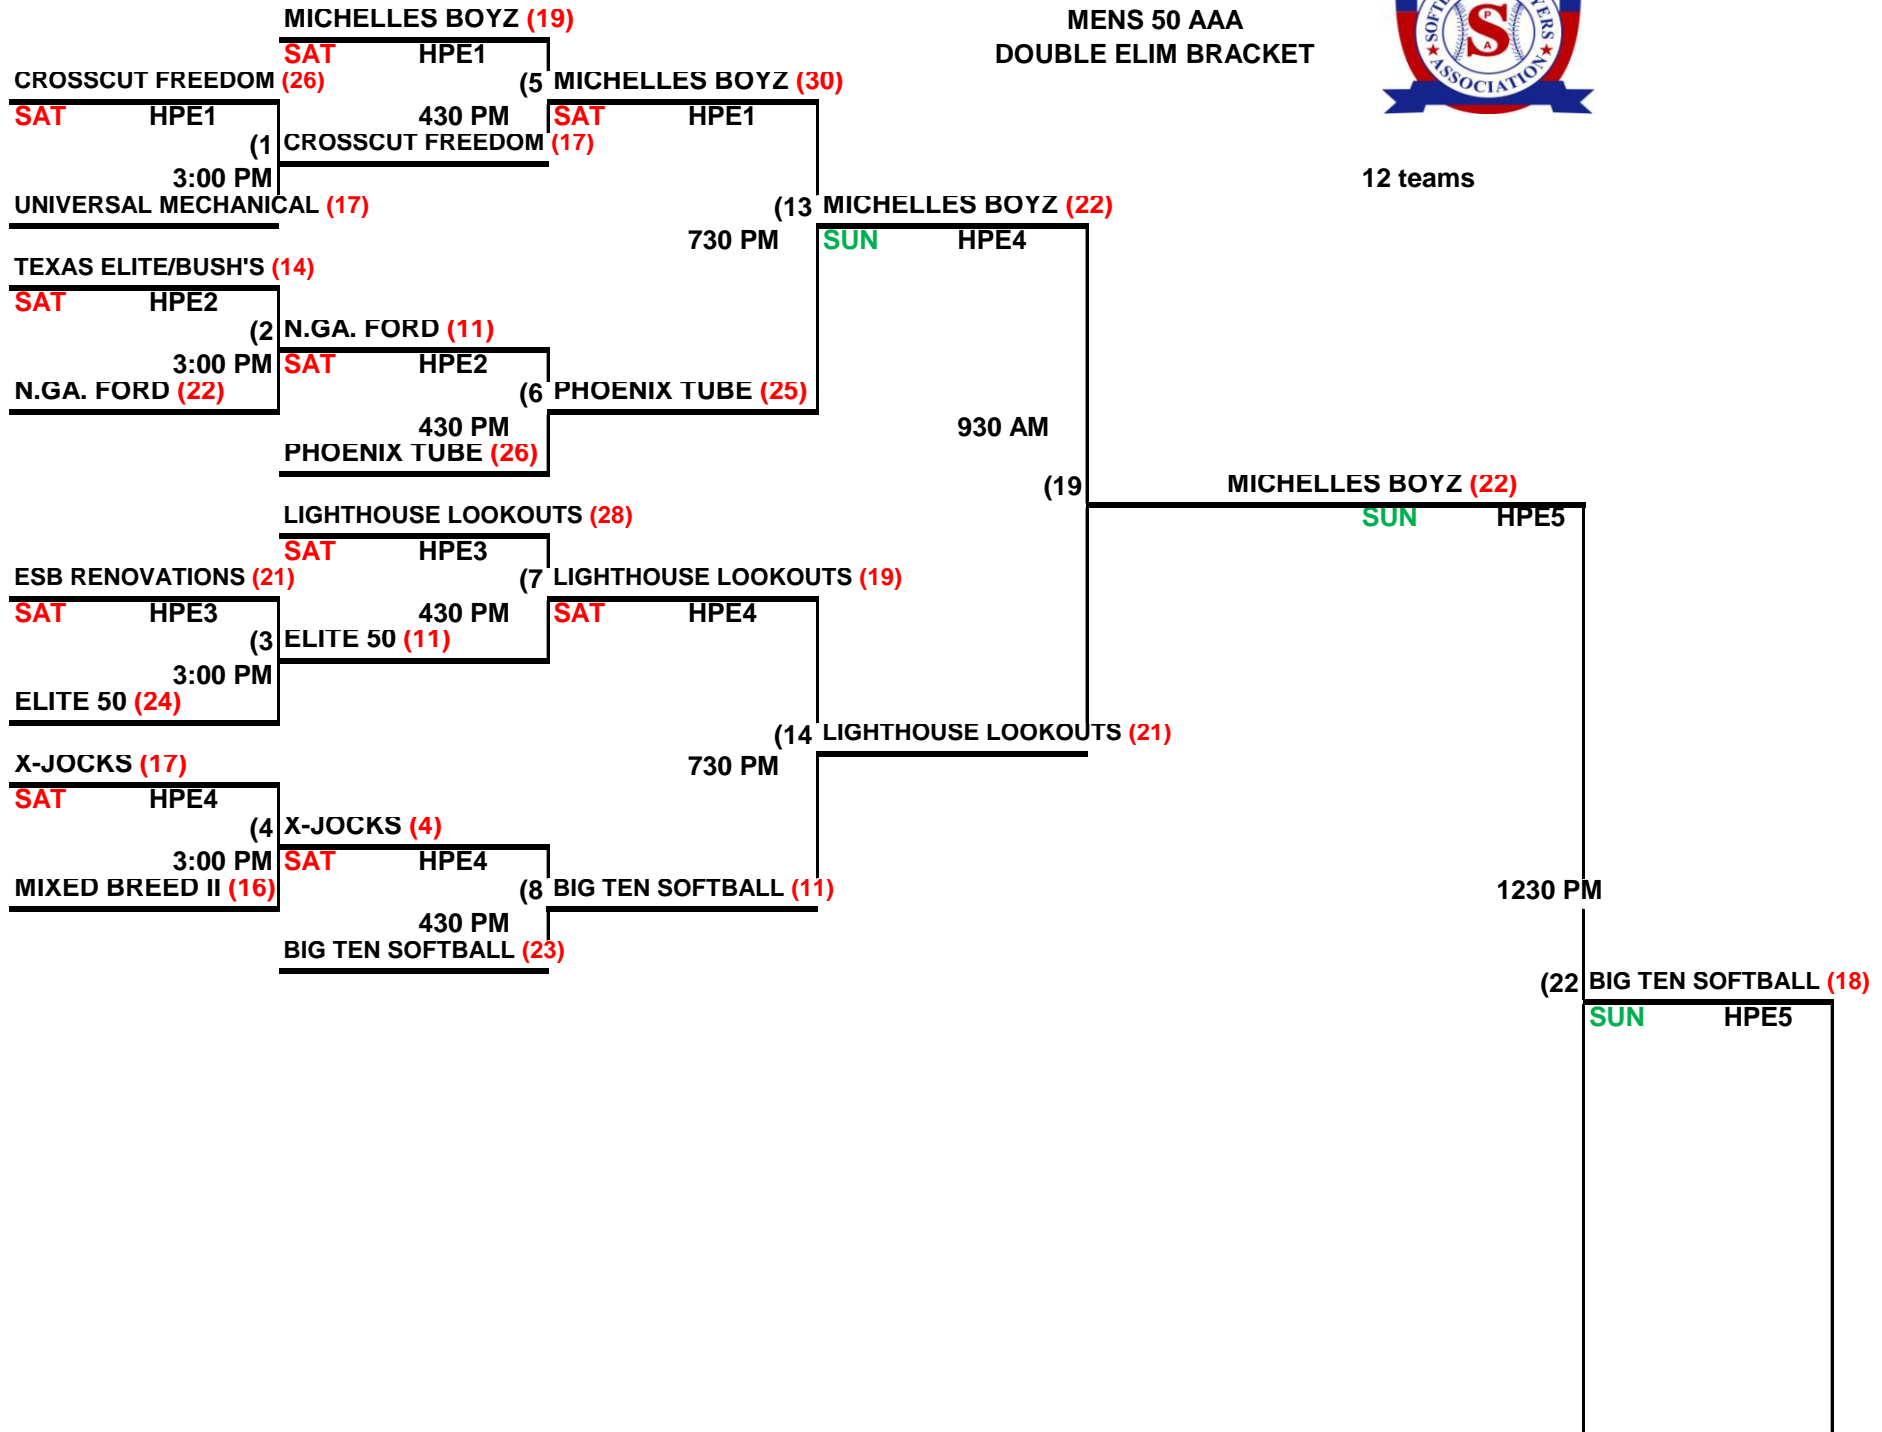 MICHELLES BOYZ (19)
MENS 50 AAA
SAT HPE1
DOUBLE ELIM BRACKET
CROSSCUT FREEDOM (26)
(5 MICHELLES BOYZ (30)
SAT HPE1
430 PM
SAT HPE1
(1 CROSSCUT FREEDOM (17)
3:00 PM
12 teams
UNIVERSAL MECHANICAL (17)
(13 MICHELLES BOYZ (22)
730 PM
SUN HPE4
TEXAS ELITE/BUSH'S (14)
SAT HPE2
(2 N.GA. FORD (11)
3:00 PM
SAT HPE2
N.GA. FORD (22)
(6 PHOENIX TUBE (25)
430 PM
930 AM
PHOENIX TUBE (26)
(19 MICHELLES BOYZ (22)
LIGHTHOUSE LOOKOUTS (28)
SUN HPE5
SAT HPE3
ESB RENOVATIONS (21)
(7 LIGHTHOUSE LOOKOUTS (19)
SAT HPE3
430 PM
SAT HPE4
(3 ELITE 50 (11)
3:00 PM
ELITE 50 (24)
(14 LIGHTHOUSE LOOKOUTS (21)
X-JOCKS (17)
730 PM
SAT HPE4
(4 X-JOCKS (4)
3:00 PM
SAT HPE4
MIXED BREED II (16)
(8 BIG TEN SOFTBALL (11)
1230 PM
430 PM
BIG TEN SOFTBALL (23)
(22 BIG TEN SOFTBALL (18)
SUN HPE5
S
P
A
ASSOCIATION